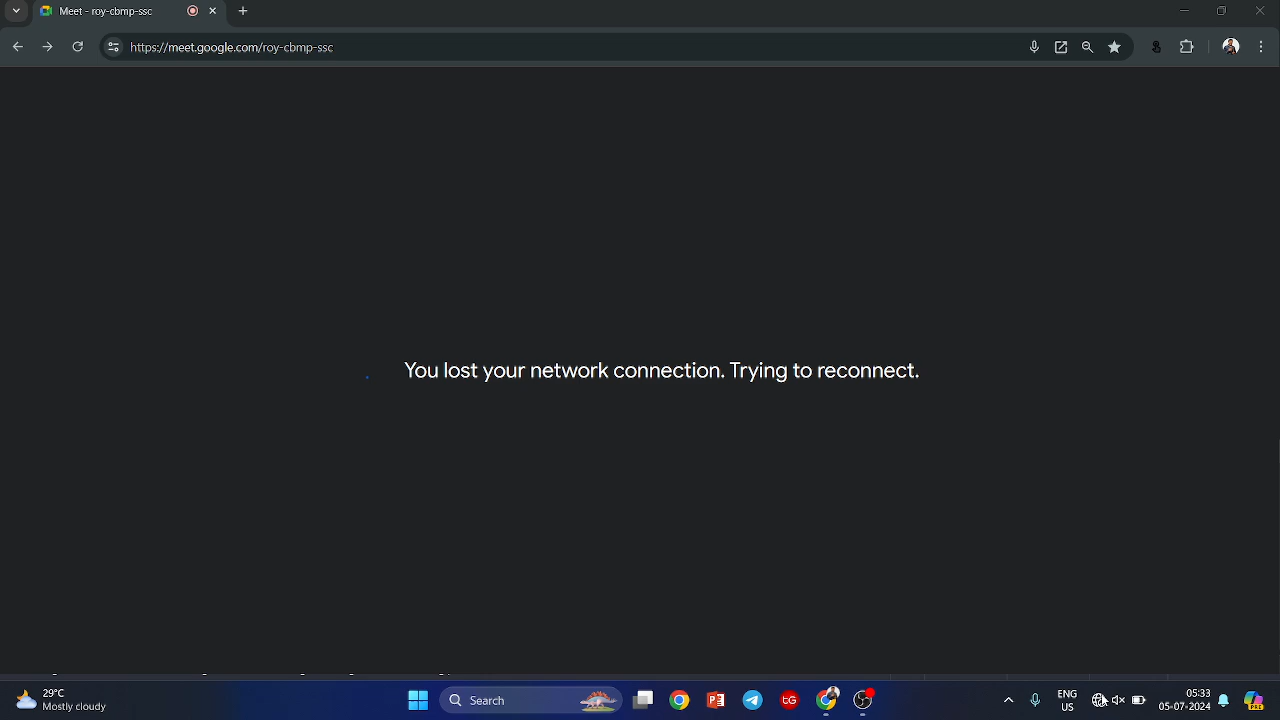 Meet - roy-cbmp-ssc
https://meet.google.com/roy-cbmp-ssc
You lost your network connection. Trying to reconnect.
29°C
Mostly cloudy
Search
ENG
US
05:33
05-07-2024